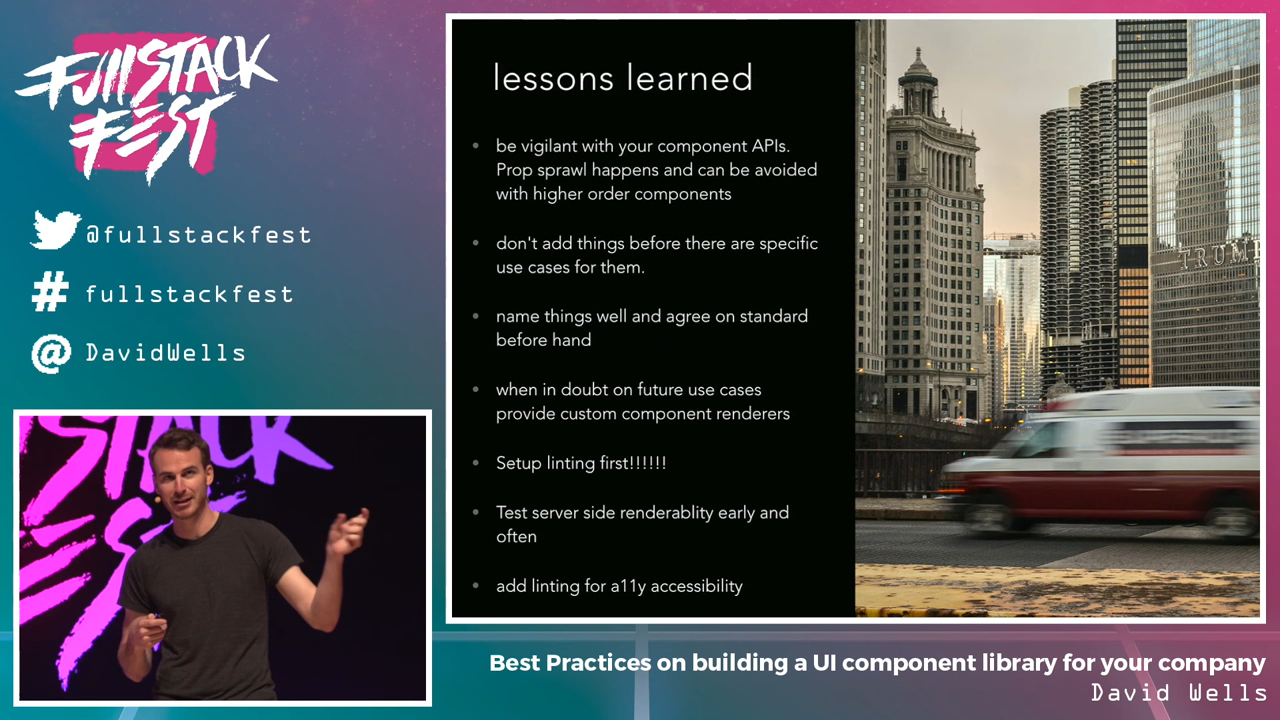 FullSTACK
FEST
@fullstackfest
# fullstackfest
@ DavidWells
lessons learned
• be vigilant with your component APIs.
Prop sprawl happens and can be avoided
with higher order components
• don't add things before there are specific
use cases for them.
• name things well and agree on standard
before hand
• when in doubt on future use cases
provide custom component renderers
• Setup linting first!!!!!!
• Test server side renderablity early and
often
• add linting for a11y accessibility
TRUMP
Best Practices on building a UI component library for your company
David Wells